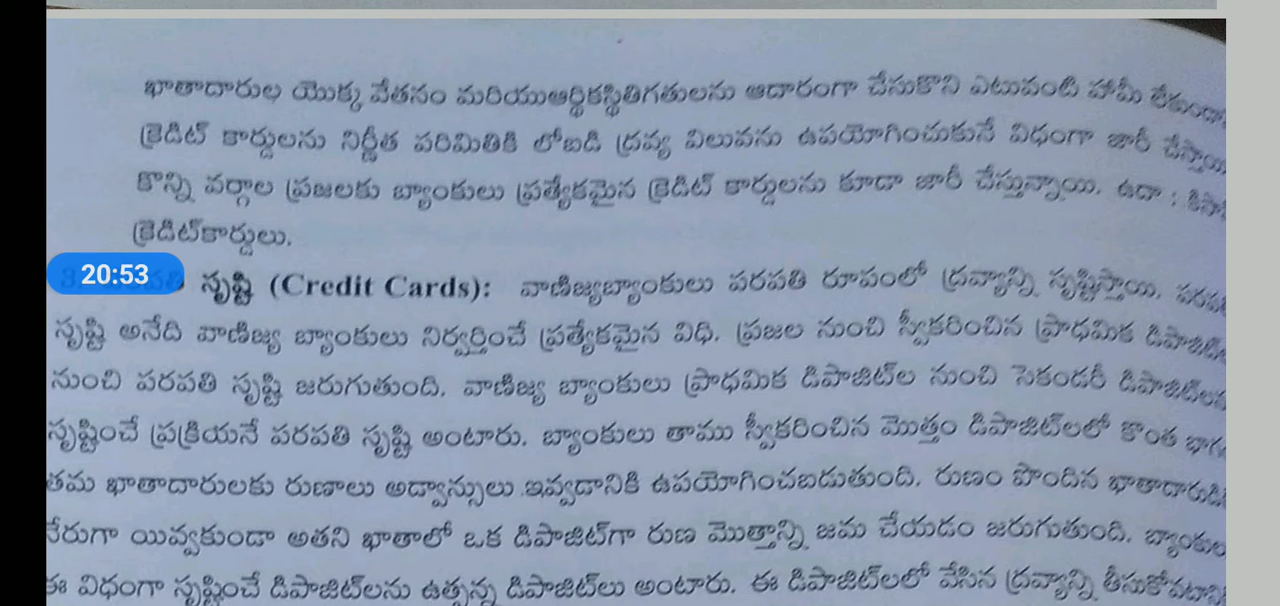 ఖాతాదారుల యొక్క వేతనం మరియుఆర్థికస్థితిగతులను ఆదారంగా చేసుకొని ఎటువంటి హామీ లేకుండా
క్రెడిట్ కార్డులను నిర్ణీత పరిమితికి లోబడి ద్రవ్య విలువను ఉపయోగించుకునే విధంగా జారీ
కొన్ని వర్గాల ప్రజలకు బ్యాంకులు ప్రత్యేకమైన క్రెడిట్ కార్డులను కూడా జారీ చేస్తున్నాయి. ఉదా :
క్రెడిట్‌కార్డులు.
20:53 సృష్టి (Credit Cards): వాణిజ్యబ్యాంకులు పరపతి రూపంలో ద్రవ్యాన్ని సృష్టిస్తాయి.
సృష్టి అనేది వాణిజ్య బ్యాంకులు నిర్వర్తించే ప్రత్యేకమైన విధి. ప్రజల నుంచి స్వీకరించిన ప్రాధమిక
నుంచి పరపతి సృష్టి జరుగుతుంది. వాణిజ్య బ్యాంకులు ప్రాధమిక డిపాజిట్‌ల నుంచి సెకండరీ
సృష్టించే ప్రక్రియనే పరపతి సృష్టి అంటారు. బ్యాంకులు తాము స్వీకరించిన మొత్తం డిపాజిట్‌లలో కొంత
తమ ఖాతాదారులకు రుణాలు అడ్వాన్సులు ఇవ్వడానికి ఉపయోగించబడుతుంది. రుణం పొందిన
నేరుగా యివ్వకుండా అతని ఖాతాలో ఒక డిపాజిట్‌గా రుణ మొత్తాన్ని జమ చేయడం జరుగుతుంది.
ఈ విధంగా సృష్టించే డిపాజిట్‌లను ఉత్పన్న డిపాజిట్‌లు అంటారు. ఈ డిపాజిట్‌లలో వేసిన ద్రవ్యాన్ని